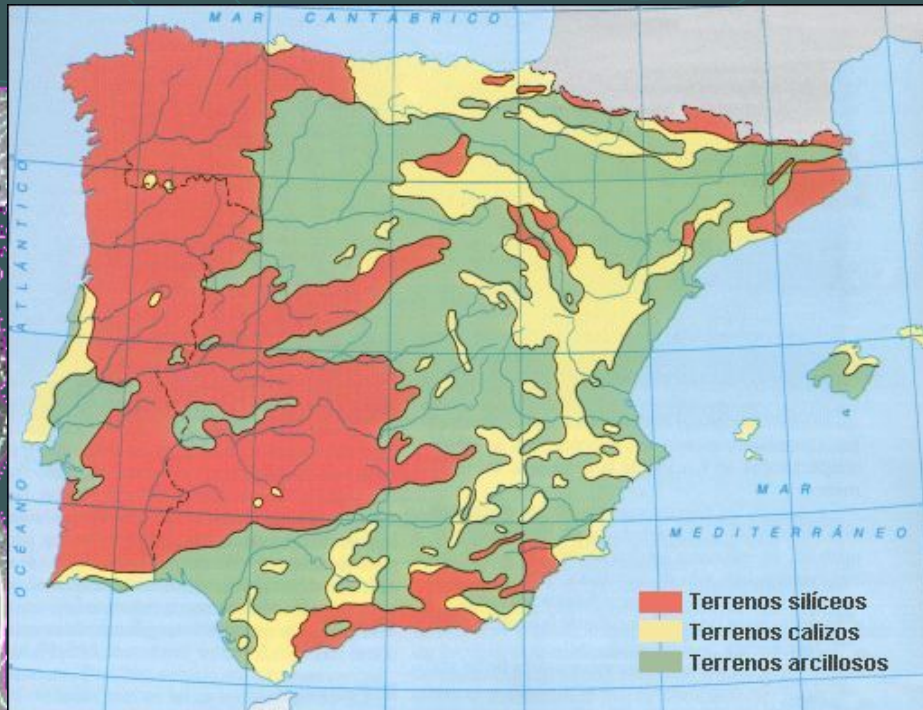 MAR CANTÁBRICO
OCÉANO ATLÁNTICO
MAR
MEDITERRÁNEO
Terrenos silíceos
Terrenos calizos
Terrenos arcillosos